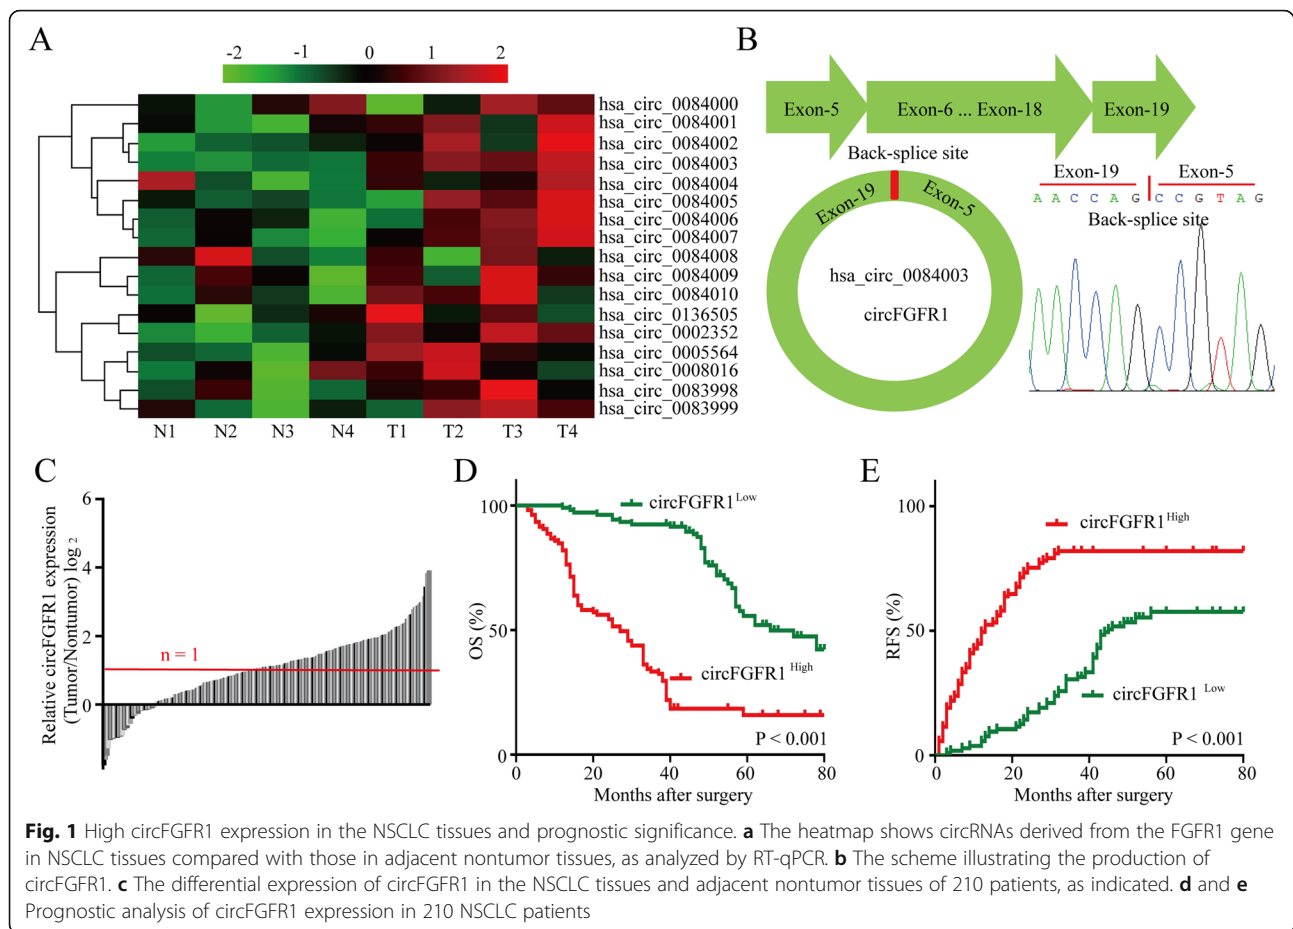 A
-2 -1 0 1 2
hsa_circ_0084000
hsa_circ_0084001
hsa_circ_0084002
hsa_circ_0084003
hsa_circ_0084004
hsa_circ_0084005
hsa_circ_0084006
hsa_circ_0084007
hsa_circ_0084008
hsa_circ_0084009
hsa_circ_0084010
hsa_circ_0136505
hsa_circ_0002352
hsa_circ_0005564
hsa_circ_0008016
hsa_circ_0083998
hsa_circ_0083999
N1 N2 N3 N4 T1 T2 T3 T4
B
Exon-5 Exon-6 ... Exon-18 Exon-19
Back-splice site
Exon-19 Exon-5
hsa_circ_0084003
circFGFR1
Exon-19 Exon-5
A A C C A G C C G T A G
Back-splice site
C
Relative circFGFR1 expression
(Tumor/Nontumor) log 2
6
4
2
0
n = 1
D
OS (%)
100
50
0
circFGFR1 Low
circFGFR1 High
P < 0.001
0 20 40 60 80
Months after surgery
E
RFS (%)
100
50
0
circFGFR1 High
circFGFR1 Low
P < 0.001
0 20 40 60 80
Months after surgery
Fig. 1 High circFGFR1 expression in the NSCLC tissues and prognostic significance. a The heatmap shows circRNAs derived from the FGFR1 gene
in NSCLC tissues compared with those in adjacent nontumor tissues, as analyzed by RT-qPCR. b The scheme illustrating the production of
circFGFR1. c The differential expression of circFGFR1 in the NSCLC tissues and adjacent nontumor tissues of 210 patients, as indicated. d and e
Prognostic analysis of circFGFR1 expression in 210 NSCLC patients